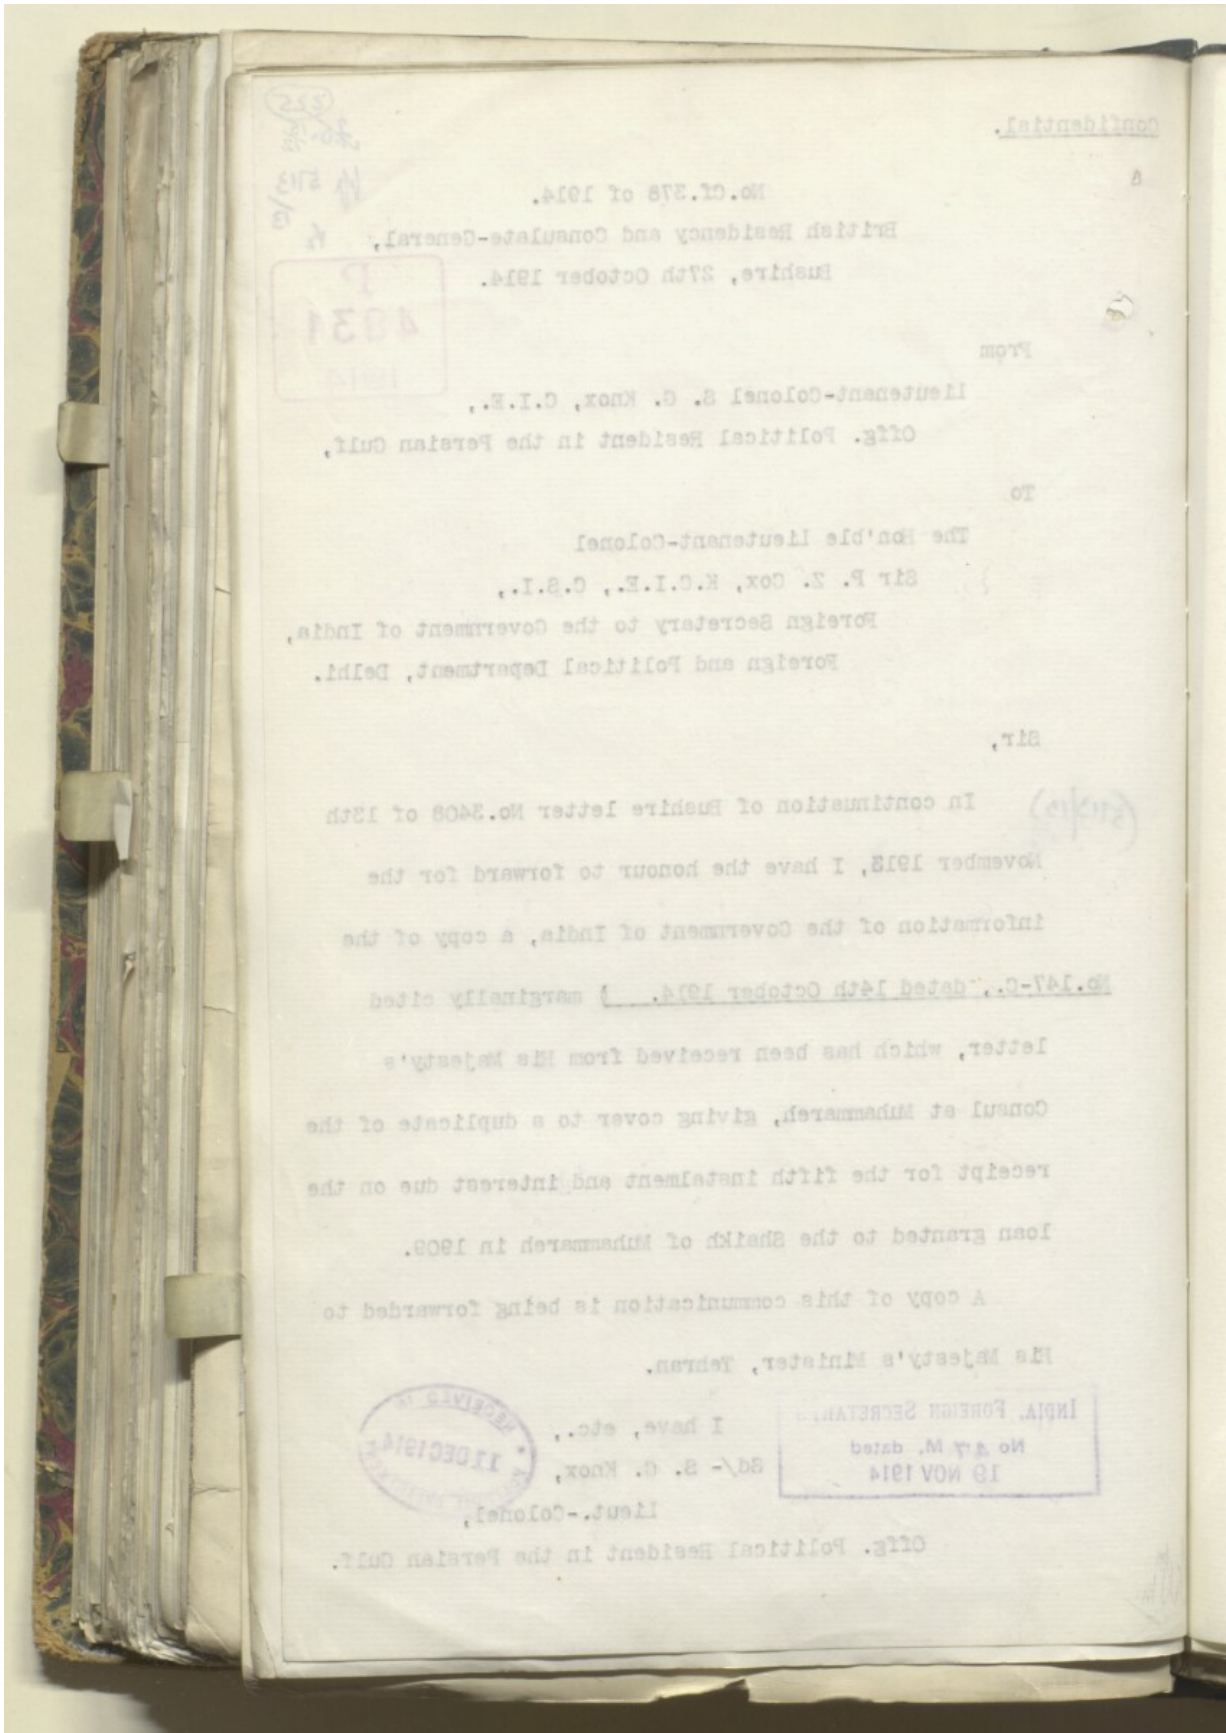 Confidential.
No.Cf.378 of 1914.
British Residency and Consulate-General,
Bushire, 27th October 1914.
P
4831
1914
From
Lieutenant-Colonel S. G. Knox, C.I.E.,
Offg. Political Resident in the Persian Gulf,
To
The Hon'ble Lieutenant-Colonel
Sir P. Z. Cox, K.C.I.E., C.S.I.,
Foreign Secretary to the Government of India,
Foreign and Political Department, Delhi.
Sir,
In continuation of Bushire letter No.3408 of 13th
November 1913, I have the honour to forward for the
information of the Government of India, a copy of the
No.147-C., dated 14th October 1914. ) marginally cited
letter, which has been received from His Majesty's
Consul at Muhammareh, giving cover to a duplicate of the
receipt for the fifth instalment and interest due on the
loan granted to the Shaikh of Muhammareh in 1909.
A copy of this communication is being forwarded to
His Majesty's Minister, Tehran.
I have, etc.,
Sd/- S. G. Knox,
Lieut.-Colonel,
Offg. Political Resident in the Persian Gulf.
INDIA, FOREIGN SECRETARY
No 47 M, dated
19 NOV 1914
RECEIVED
11 DEC 1914